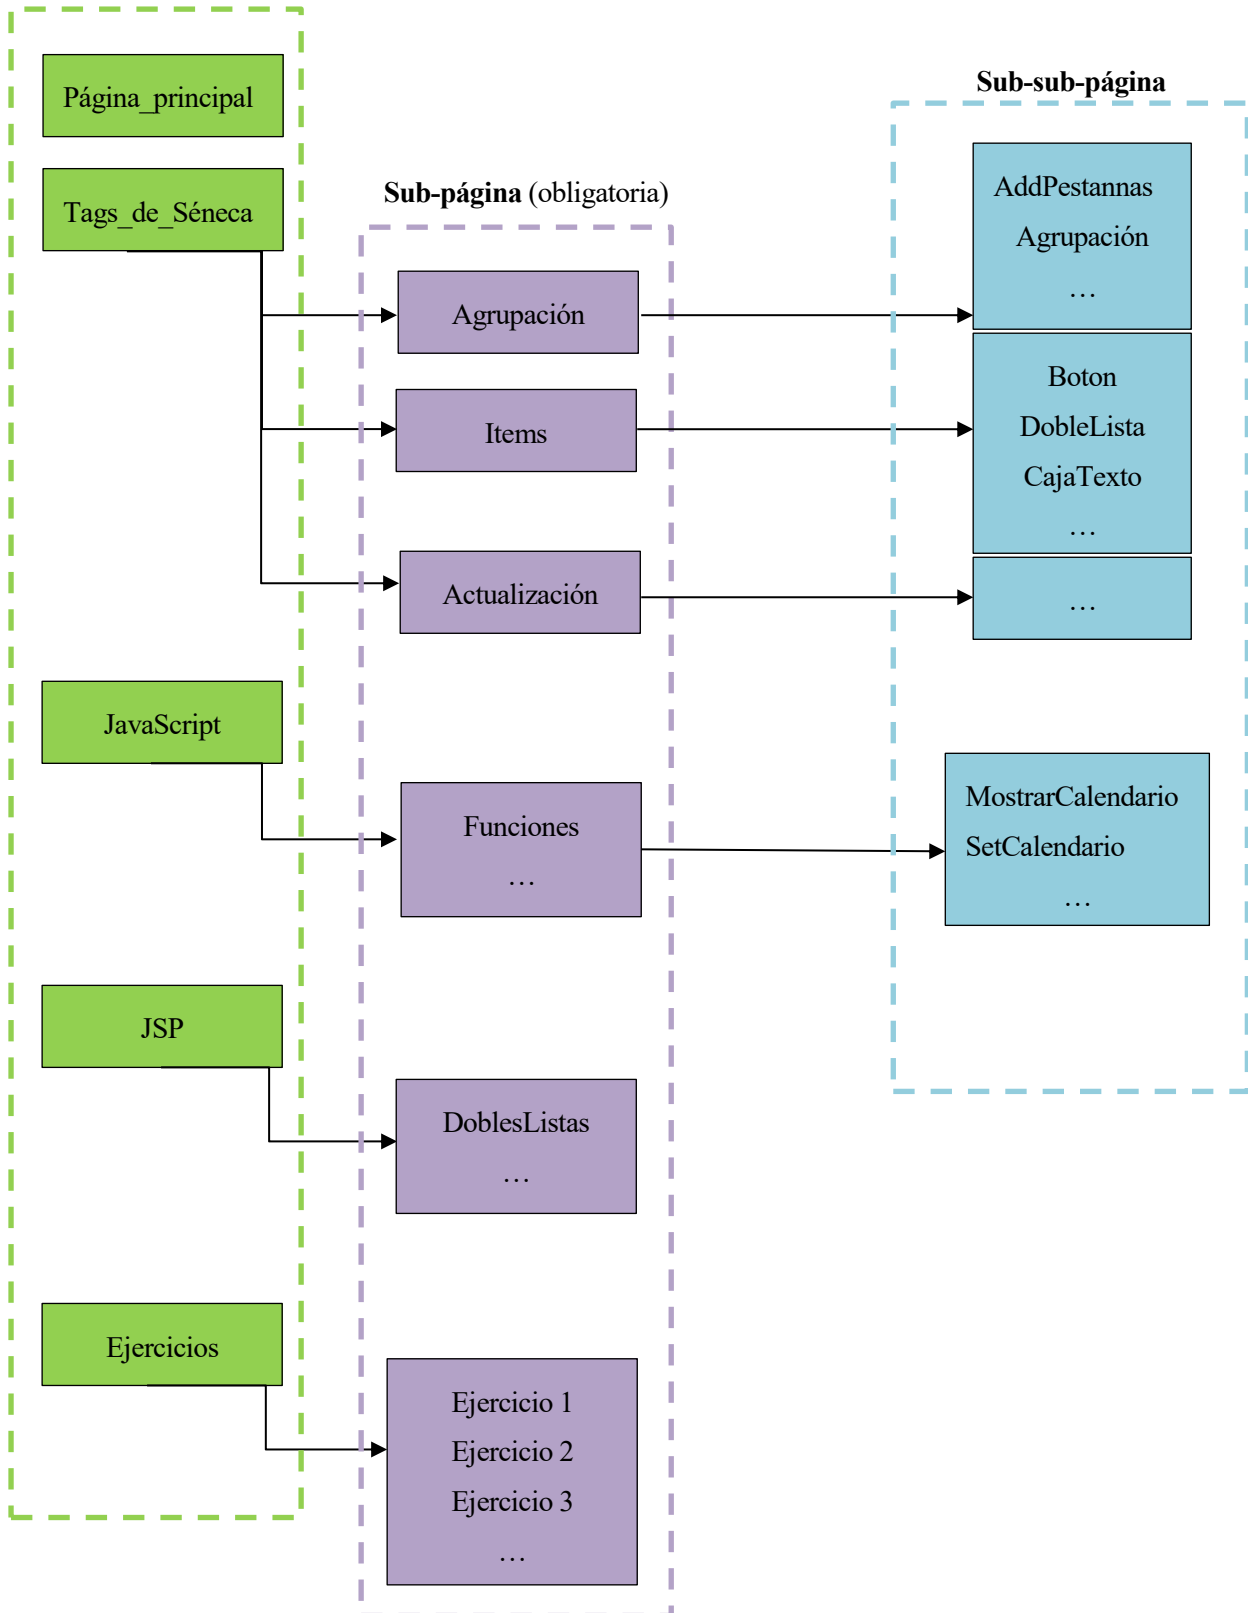 Página_principal
Tags_de_Séneca
JavaScript
JSP
Ejercicios
Sub-página (obligatoria)
Agrupación
Items
Actualización
Funciones
…
DoblesListas
…
Ejercicio 1
Ejercicio 2
Ejercicio 3
…
Sub-sub-página
AddPestannas
Agrupación
…
Boton
DobleLista
CajaTexto
…
…
MostrarCalendario
SetCalendario
…